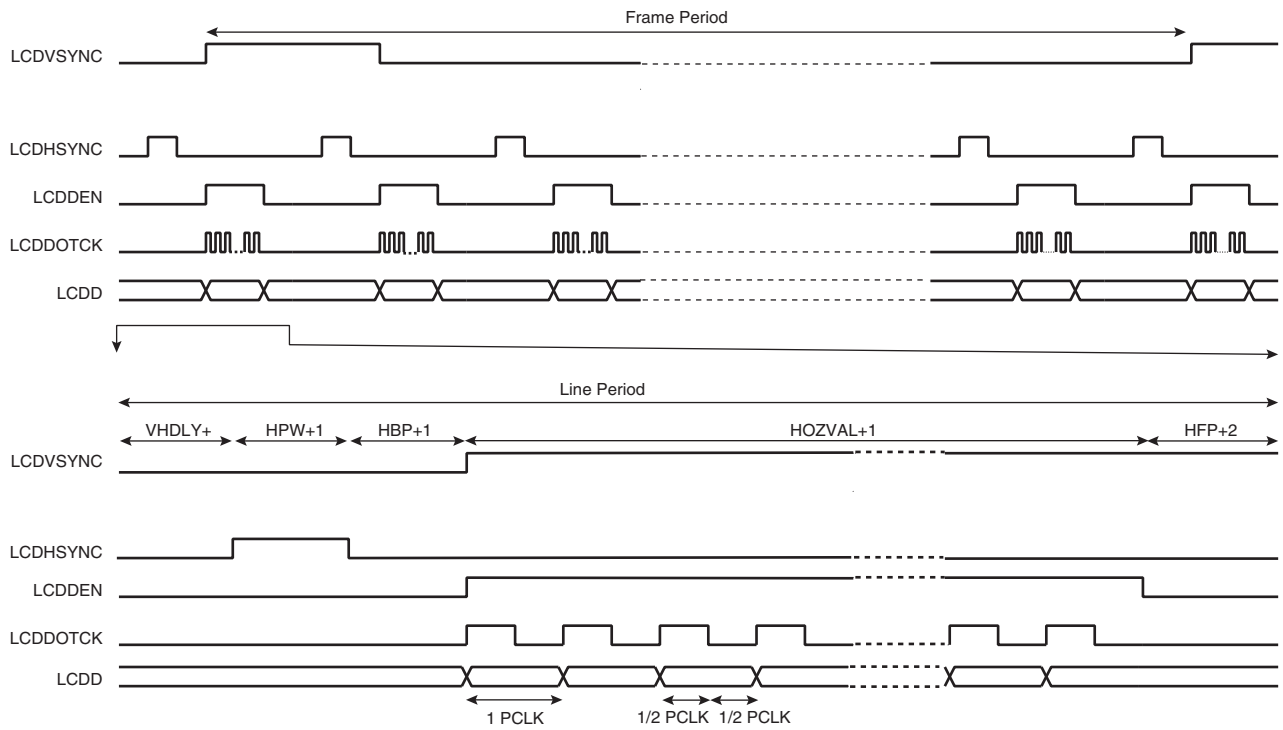 Frame Period
LCDVSYNC
LCDHSYNC
LCDDEN
LCDDOTCK
LCDD
Line Period
VHDLY+ HPW+1 HBP+1 HOZVAL+1 HFP+2
LCDVSYNC
LCDHSYNC
LCDDEN
LCDDOTCK
LCDD
1 PCLK 1/2 PCLK 1/2 PCLK